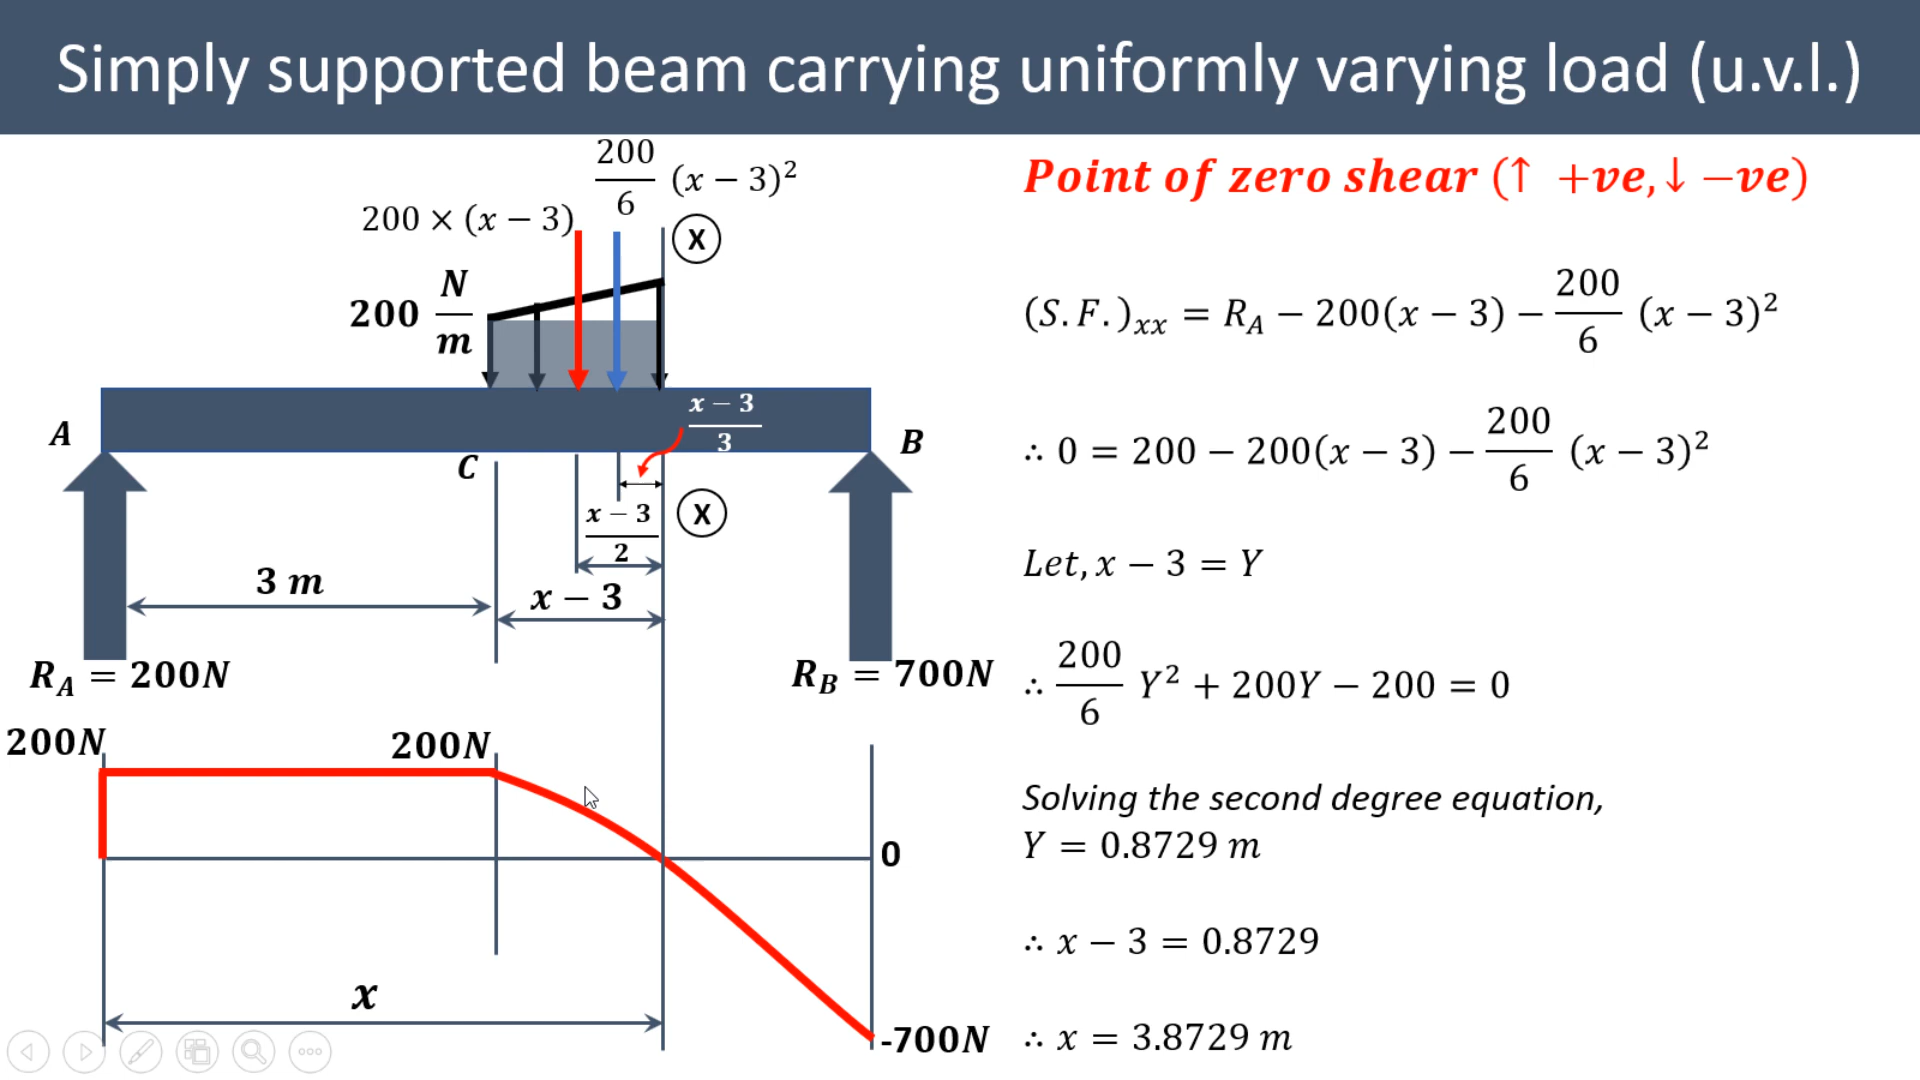 Simply supported beam carrying uniformly varying load (u.v.l.)
200/6 (x − 3)²
200 × (x − 3)
X
200 N/m
x − 3 / 3
A
B
C
x − 3 / 2
X
3 m
x − 3
R_A = 200N
R_B = 700N
200N
200N
0
x
-700N
Point of zero shear (↑ +ve,↓ −ve)
(S.F.)xx = R_A − 200(x − 3) − 200/6 (x − 3)²
∴ 0 = 200 − 200(x − 3) − 200/6 (x − 3)²
Let, x − 3 = Y
∴ 200/6 Y² + 200Y − 200 = 0
Solving the second degree equation,
Y = 0.8729 m
∴ x − 3 = 0.8729
∴ x = 3.8729 m